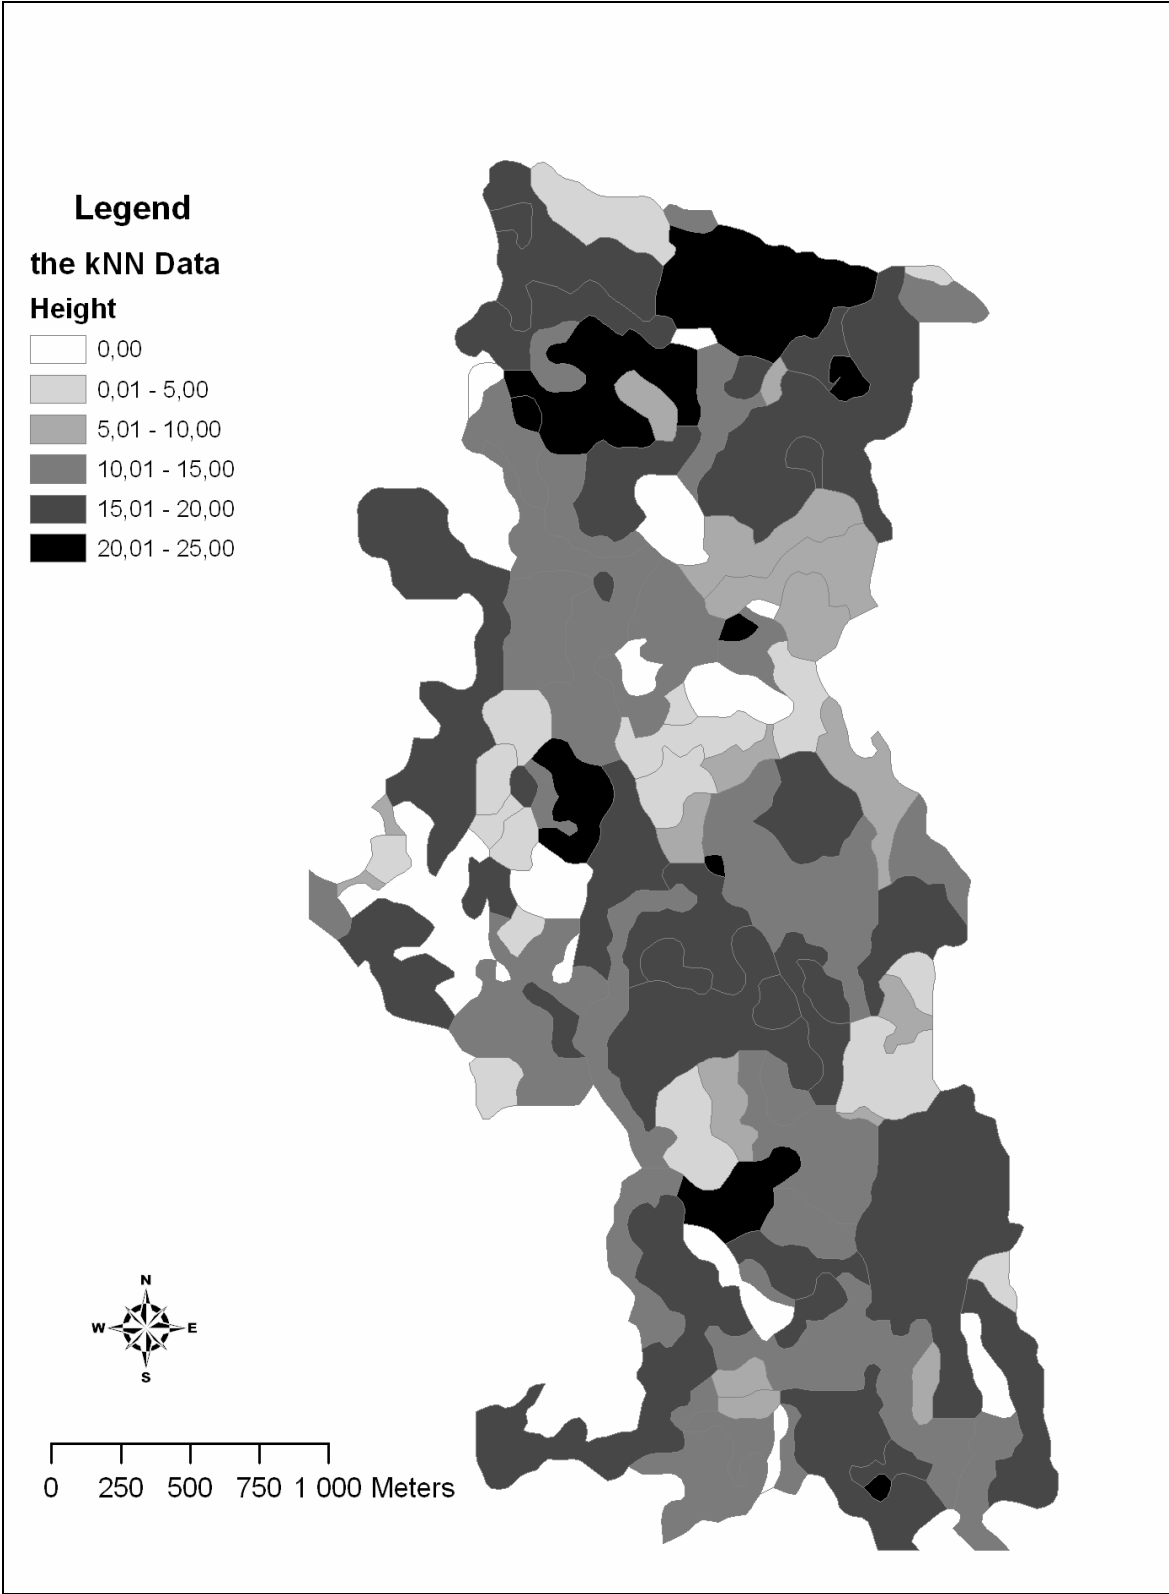 Legend
the kNN Data
Height
0,00
0,01 - 5,00
5,01 - 10,00
10,01 - 15,00
15,01 - 20,00
20,01 - 25,00
N
W E
S
0 250 500 750 1 000 Meters